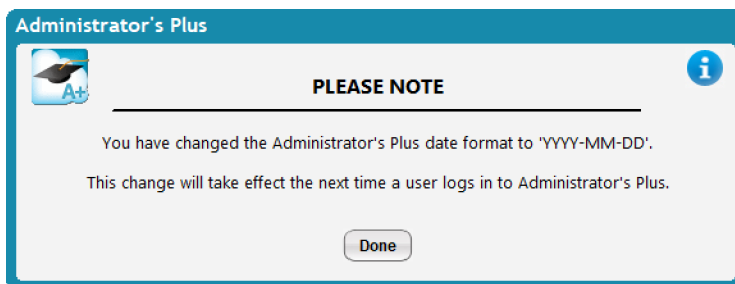 Administrator's Plus
A+
PLEASE NOTE
i
You have changed the Administrator's Plus date format to 'YYYY-MM-DD'.
This change will take effect the next time a user logs in to Administrator's Plus.
Done